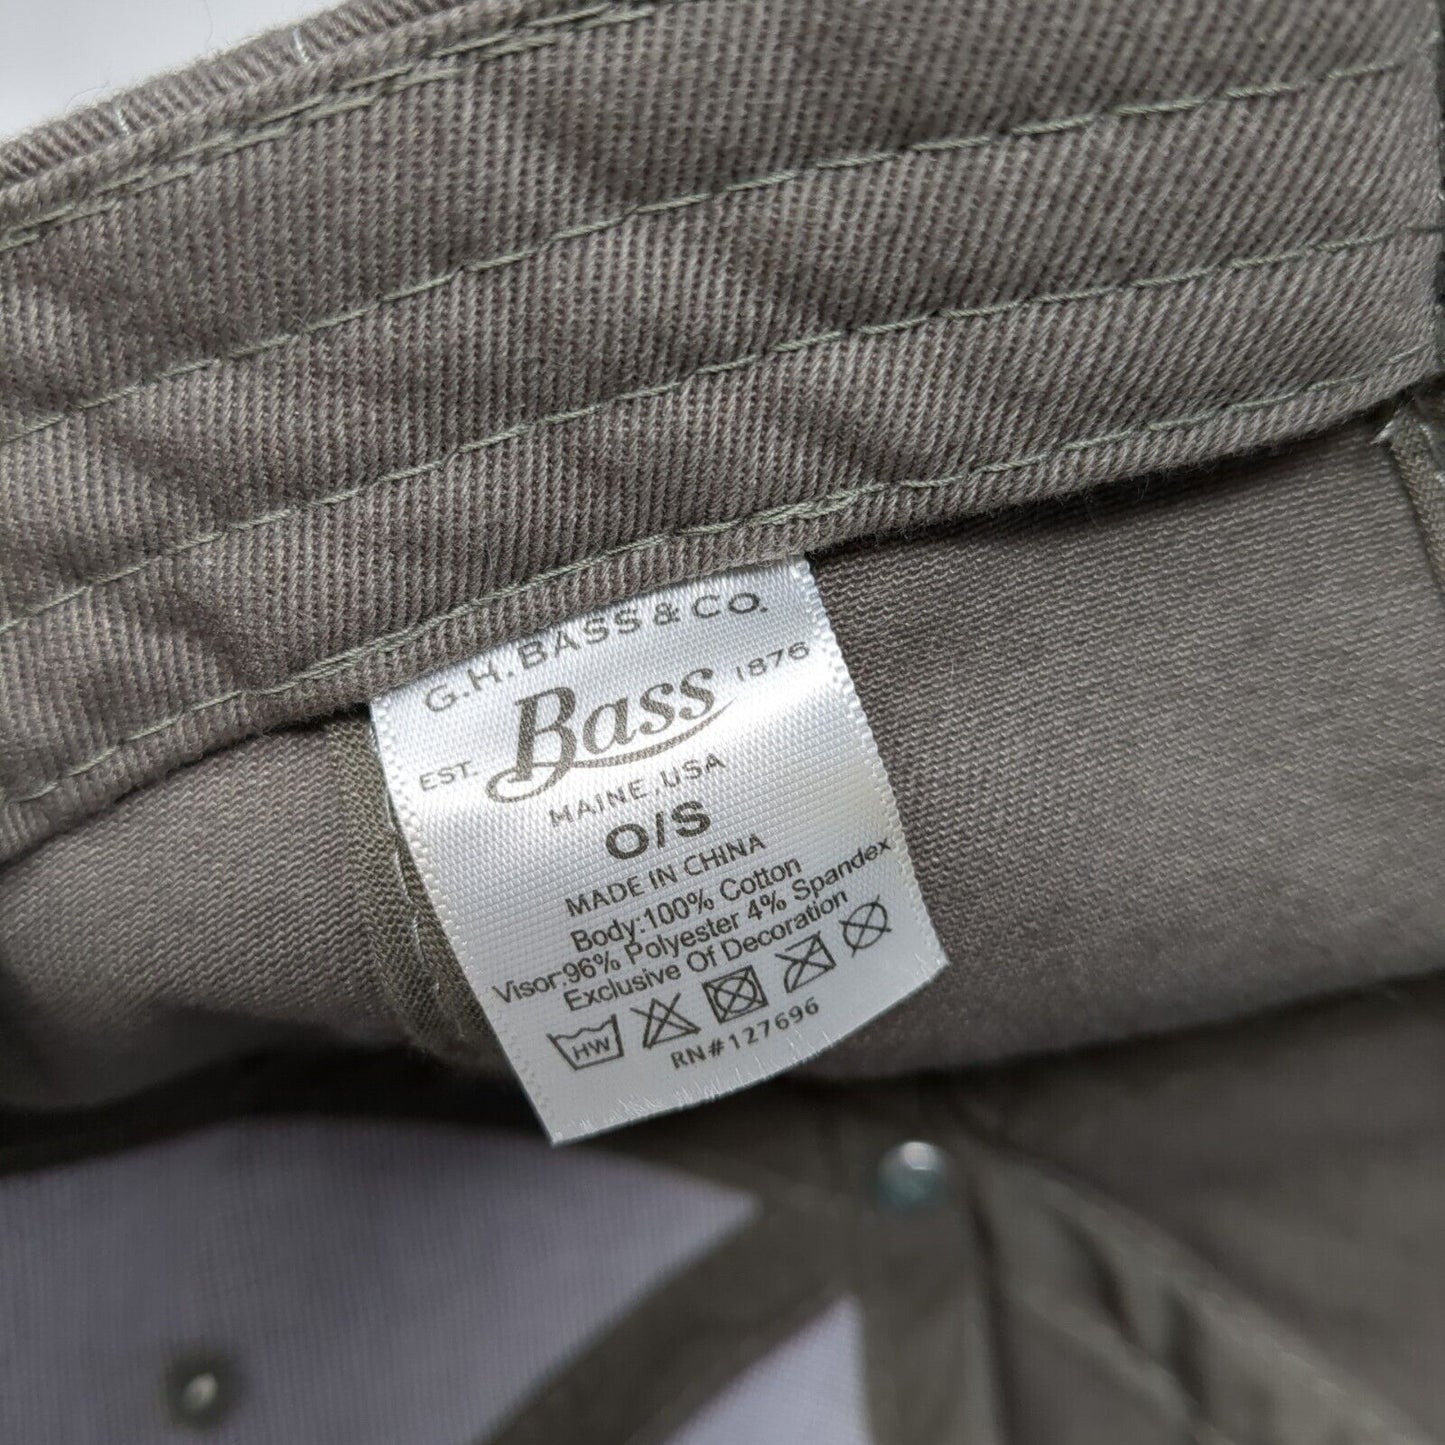 G.H. BASS & CO.
EST. Bass 1876
MAINE, USA
O/S
MADE IN CHINA
Body:100% Cotton
Visor:96% Polyester 4% Spandex
Exclusive Of Decoration
HW
RN#127696